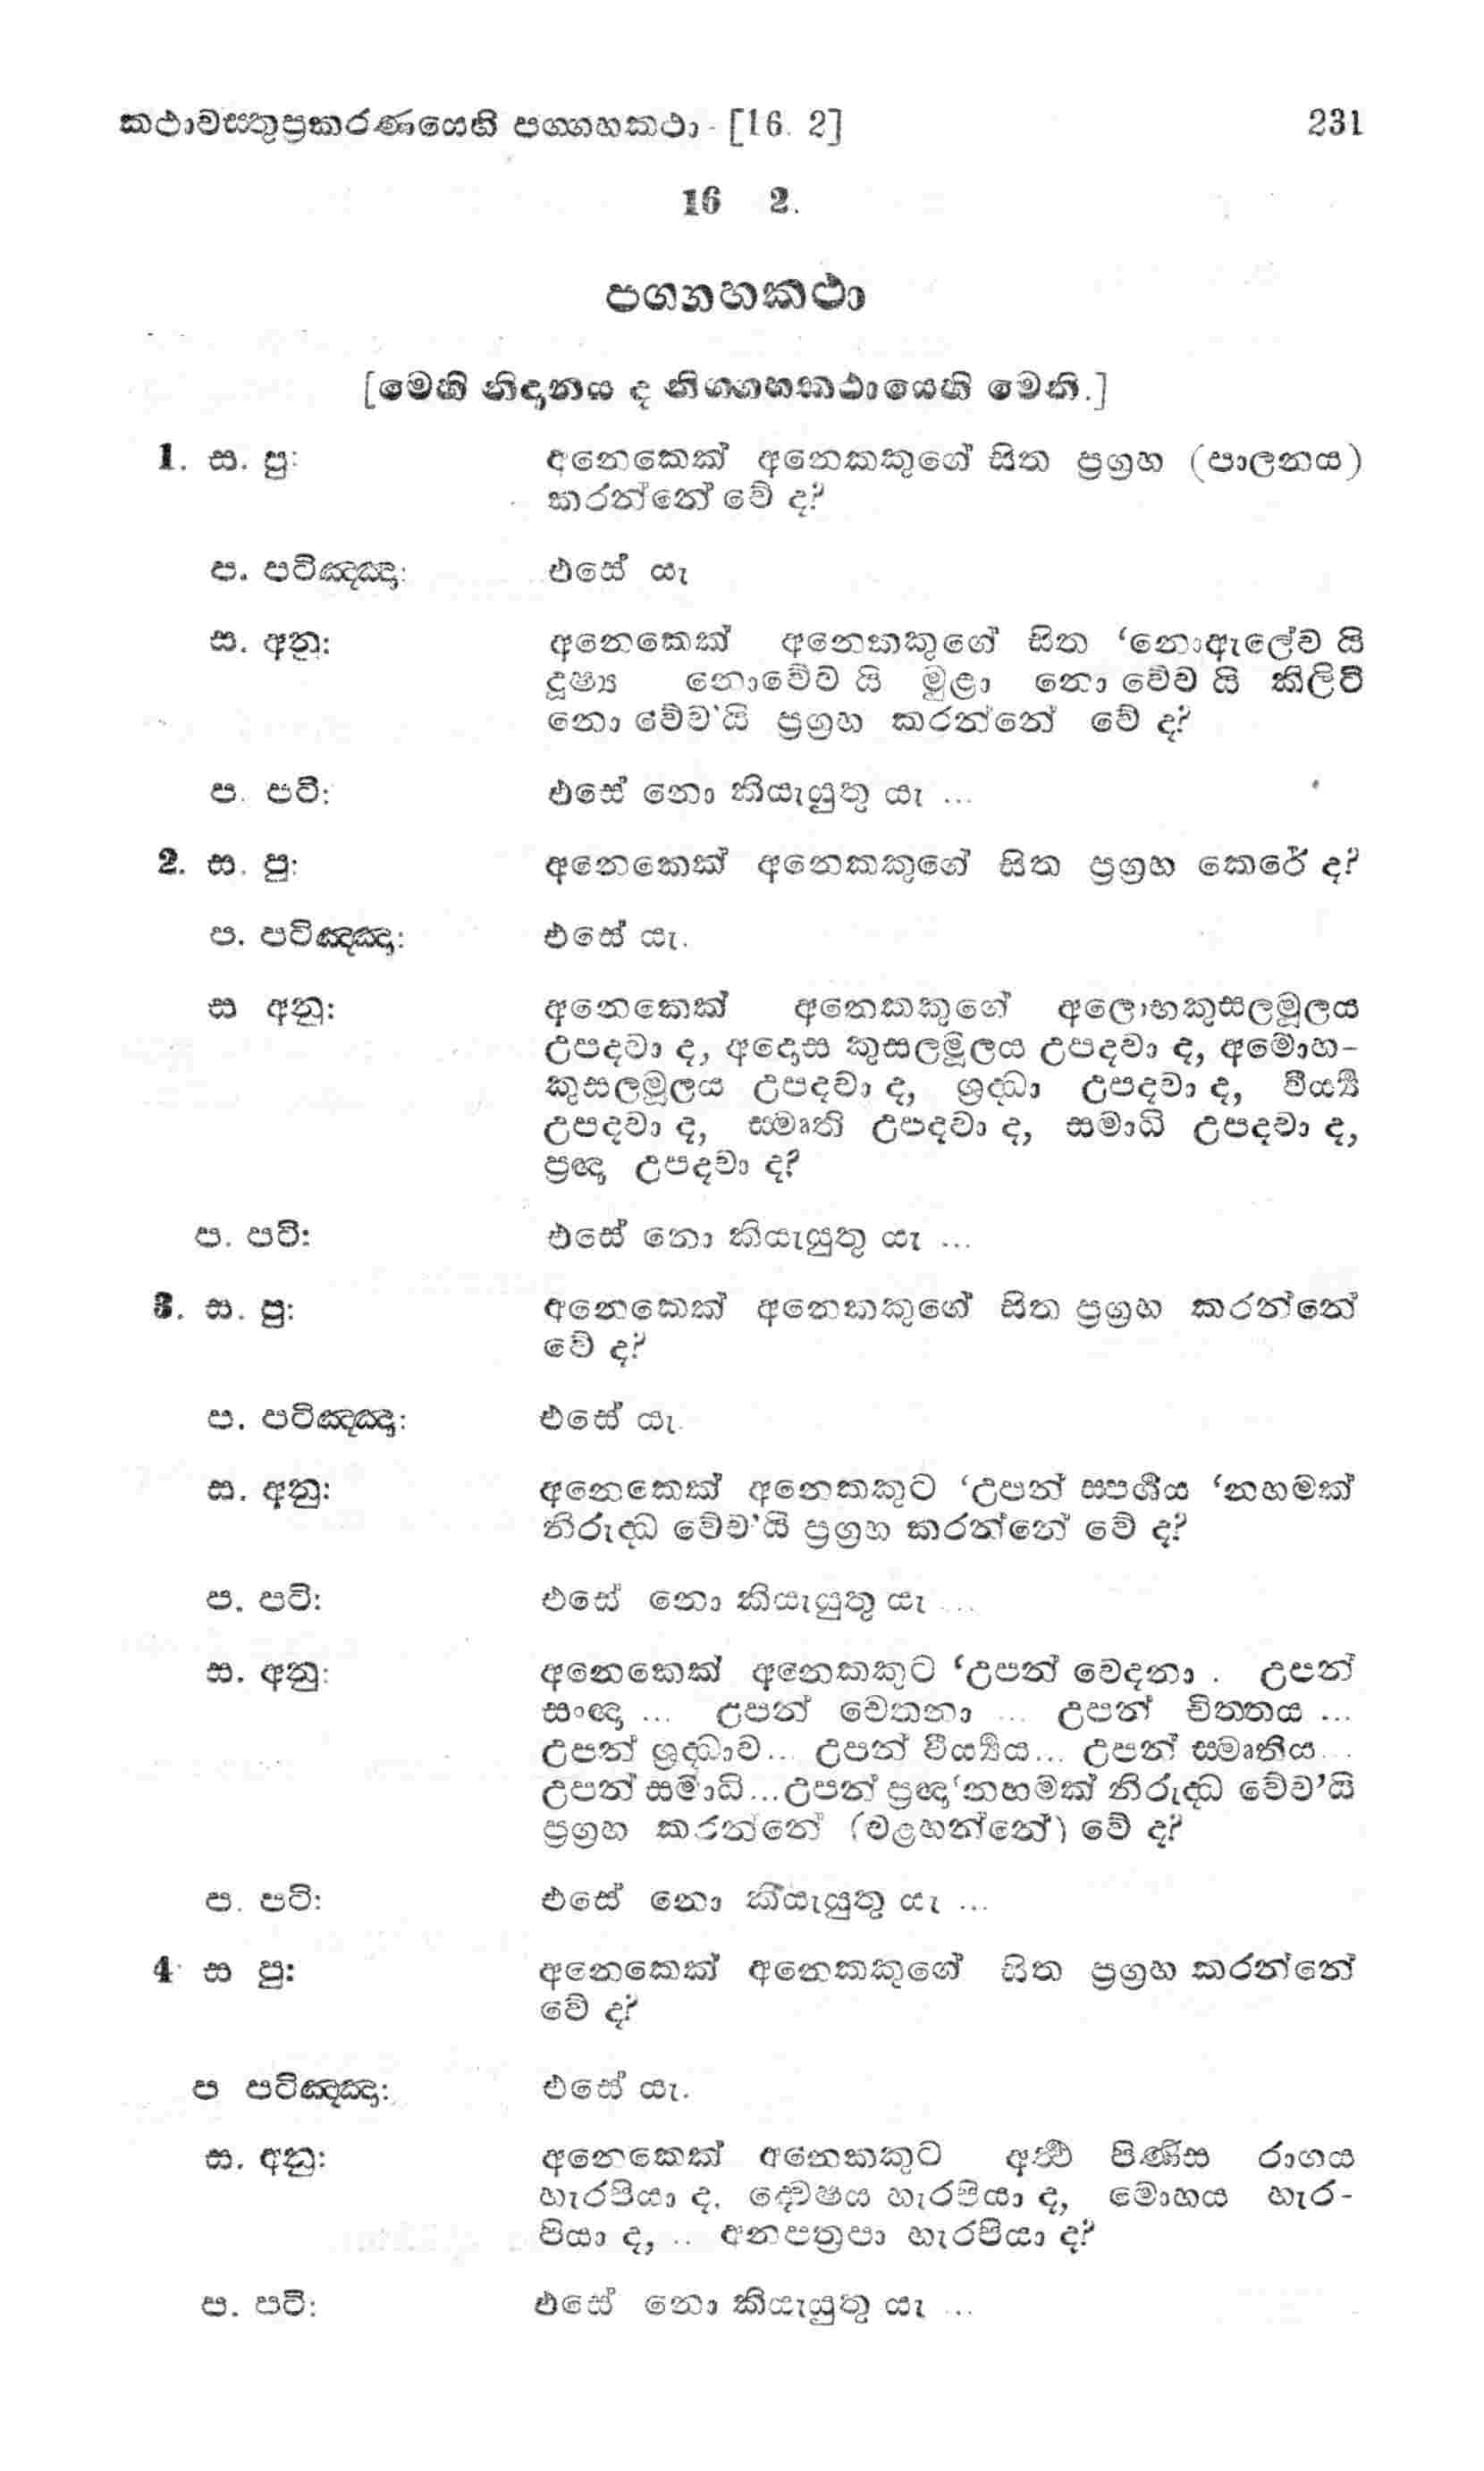 කථාවස්තුප්‍රකරණයෙහි පග්ගහකථා - [16. 2] 231
16 2.
පග්ගහකථා
[මෙහි නිදානය ද නිග්ගහකථායෙහි මෙනි.]
1. ස. පු: අනෙකෙක් අනෙකකුගේ සිත ප්‍රග්‍රහ (පාලනය)
කරන්නේ වේ ද?
ප. පටිඤ්ඤා: එසේ යැ
ස. අනු: අනෙකෙක් අනෙකකුගේ සිත ‘නොඇලේව යි
දූෂ්‍ය නොවේව යි මුළා නො වේව යි කිලිටි
නො වේව'යි ප්‍රග්‍රහ කරන්නේ වේ ද?
ප. පටි: එසේ නො කියැයුතු යැ ...
2. ස. පු: අනෙකෙක් අනෙකකුගේ සිත ප්‍රග්‍රහ කෙරේ ද?
ප. පටිඤ්ඤා: එසේ යැ.
ස අනු: අනෙකෙක් අනෙකකුගේ අලොභකුසලමූලය
උපදවා ද, අදොස කුසලමූලය උපදවා ද, අමොහ-
කුසලමූලය උපදවා ද, ශ්‍රද්ධා උපදවා ද, වීර්‍ය්‍ය
උපදවා ද, ස්මෘති උපදවා ද, සමාධි උපදවා ද,
ප්‍රඥා උපදවා ද?
ප. පටි: එසේ නො කියැයුතු යැ ...
3. ස. පු: අනෙකෙක් අනෙකකුගේ සිත ප්‍රග්‍රහ කරන්නේ
වේ ද?
ප. පටිඤ්ඤා: එසේ යැ.
ස. අනු: අනෙකෙක් අනෙකකුට ‘උපන් ස්පර්ශය ‘නහමක්
නිරුද්ධ වේව'යි ප්‍රග්‍රහ කරන්නේ වේ ද?
ප. පටි: එසේ නො කියැයුතු යැ ...
ස. අනු: අනෙකෙක් අනෙකකුට ‘උපන් වෙදනා . උපන්
සංඥා ... උපන් චෙතනා ... උපන් චිත්තය ...
උපන් ශ්‍රද්ධාව... උපන් වීර්‍ය්‍යය... උපන් ස්මෘතිය...
උපන් සමාධි...උපන් ප්‍රඥා‘නහමක් නිරුද්ධ වේව'යි
ප්‍රග්‍රහ කරන්නේ (වළහන්නේ) වේ ද?
ප. පටි: එසේ නො කියැයුතු යැ ...
4 ස පු: අනෙකෙක් අනෙකකුගේ සිත ප්‍රග්‍රහ කරන්නේ
වේ ද?
ප පටිඤ්ඤා: එසේ යැ.
ස. අනු: අනෙකෙක් අනෙකකුට අර්ථ පිණිස රාගය
හැරපියා ද, ද්වේෂය හැරපියා ද, මොහය හැර-
පියා ද, .. අනපත්‍රපා හැරපියා ද?
ප. පටි: එසේ නො කියැයුතු යැ ...